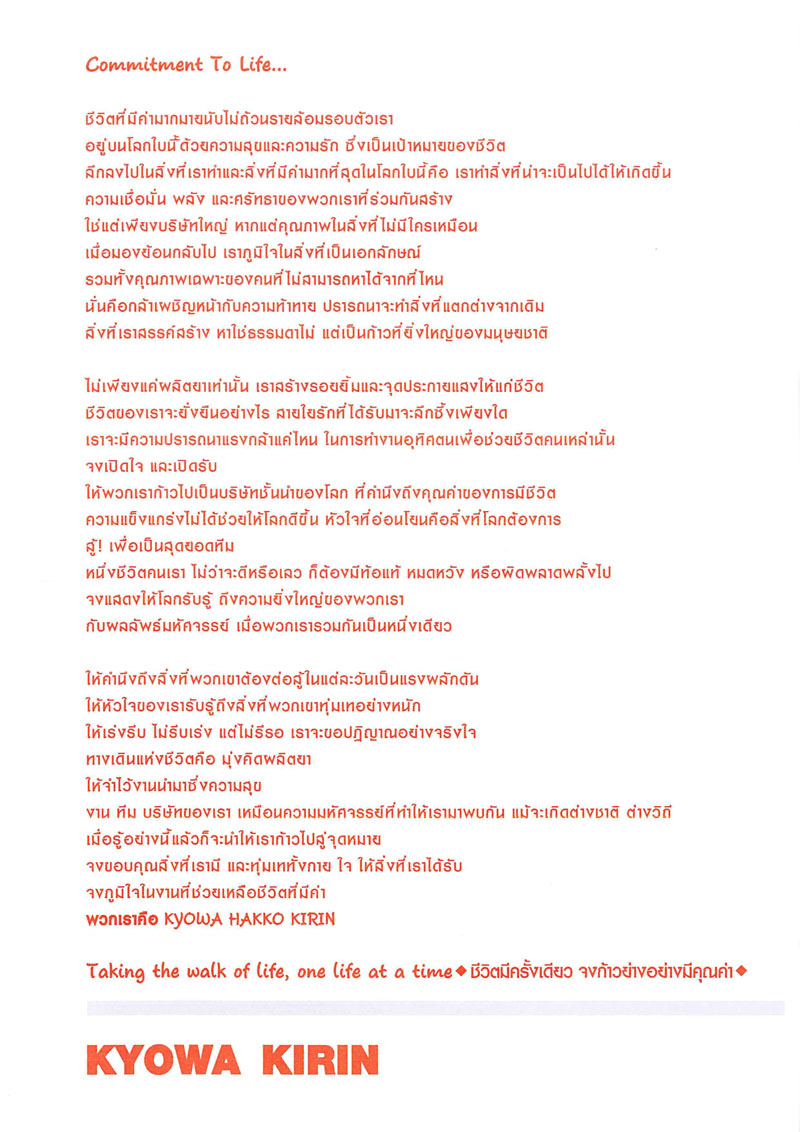 Commitment To Life...
ชีวิตที่มีค่ามากมายนับไม่ถ้วนรายล้อมรอบตัวเรา
อยู่บนโลกใบนี้ด้วยความสุขและความรัก ซึ่งเป็นเป้าหมายของชีวิต
ลึกลงไปในสิ่งที่เราทำและสิ่งที่มีค่ามากที่สุดในโลกใบนี้คือ เราทำสิ่งที่น่าจะเป็นไปได้ให้เกิดขึ้น
ความเชื่อมั่น พลัง และศรัทธาของพวกเราที่ร่วมกันสร้าง
ใช่แต่เพียงบริษัทใหญ่ หากแต่คุณภาพในสิ่งที่ไม่มีใครเหมือน
เมื่อมองย้อนกลับไป เราภูมิใจในสิ่งที่เป็นเอกลักษณ์
รวมทั้งคุณภาพเฉพาะของคนที่ไม่สามารถหาได้จากที่ไหน
นั่นคือกล้าเผชิญหน้ากับความท้าทาย ปรารถนาจะทำสิ่งที่แตกต่างจากเดิม
สิ่งที่เราสรรค์สร้าง หาใช่ธรรมดาไม่ แต่เป็นก้าวที่ยิ่งใหญ่ของมนุษยชาติ
ไม่เพียงแค่ผลิตยาเท่านั้น เราสร้างรอยยิ้มและจุดประกายแสงให้แก่ชีวิต
ชีวิตของเราจะยั่งยืนอย่างไร สายใยรักที่ได้รับมาจะลึกซึ้งเพียงใด
เราจะมีความปรารถนาแรงกล้าแค่ไหน ในการทำงานอุทิศตนเพื่อช่วยชีวิตคนเหล่านั้น
จงเปิดใจ และเปิดรับ
ให้พวกเราก้าวไปเป็นบริษัทชั้นนำของโลก ที่คำนึงถึงคุณค่าของการมีชีวิต
ความแข็งแกร่งไม่ได้ช่วยให้โลกดีขึ้น หัวใจที่อ่อนโยนคือสิ่งที่โลกต้องการ
สู้! เพื่อเป็นสุดยอดทีม
หนึ่งชีวิตคนเรา ไม่ว่าจะดีหรือเลว ก็ต้องมีท้อแท้ หมดหวัง หรือผิดพลาดพลั้งไป
จงแสดงให้โลกรับรู้ ถึงความยิ่งใหญ่ของพวกเรา
กับผลลัพธ์มหัศจรรย์ เมื่อพวกเรารวมกันเป็นหนึ่งเดียว
ให้คำนึงถึงสิ่งที่พวกเขาต้องต่อสู้ในแต่ละวันเป็นแรงผลักดัน
ให้หัวใจของเรารับรู้ถึงสิ่งที่พวกเขาทุ่มเทอย่างหนัก
ให้เร่งรีบ ไม่รีบเร่ง แต่ไม่รีรอ เราจะขอปฏิญาณอย่างจริงใจ
ทางเดินแห่งชีวิตคือ มุ่งคิดผลิตยา
ให้จำไว้งานนำมาซึ่งความสุข
งาน ทีม บริษัทของเรา เหมือนความมหัศจรรย์ที่ทำให้เรามาพบกัน แม้จะเกิดต่างชาติ ต่างวิถี
เมื่อรู้อย่างนี้แล้วก็จะนำให้เราก้าวไปสู่จุดหมาย
จงขอบคุณสิ่งที่เรามี และทุ่มเททั้งกาย ใจ ให้สิ่งที่เราได้รับ
จงภูมิใจในงานที่ช่วยเหลือชีวิตที่มีค่า
พวกเราคือ KYOWA HAKKO KIRIN
Taking the walk of life, one life at a time◆ชีวิตมีครั้งเดียว จงก้าวย่างอย่างมีคุณค่า◆
KYOWA KIRIN